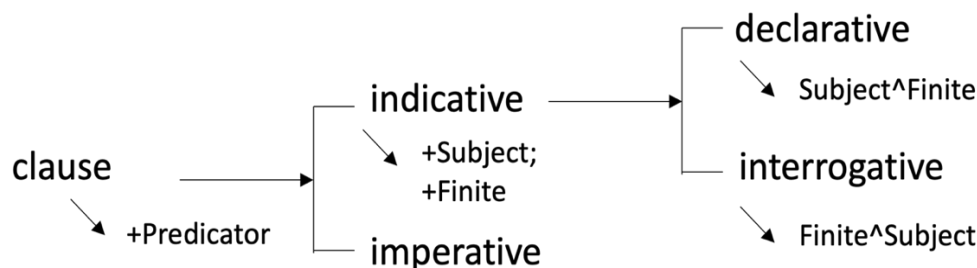 declarative
Subject^Finite
indicative
+Subject;
+Finite
clause
+Predicator
interrogative
Finite^Subject
imperative